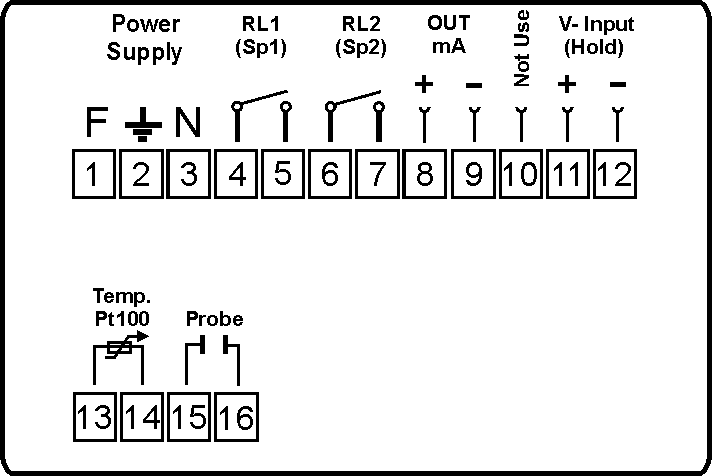 Power
Supply
RL1
(Sp1)
RL2
(Sp2)
OUT
mA
Not Use
V- Input
(Hold)
F N
+ − + −
1 2 3 4 5 6 7 8 9 10 11 12
Temp.
Pt100
Probe
13 14 15 16